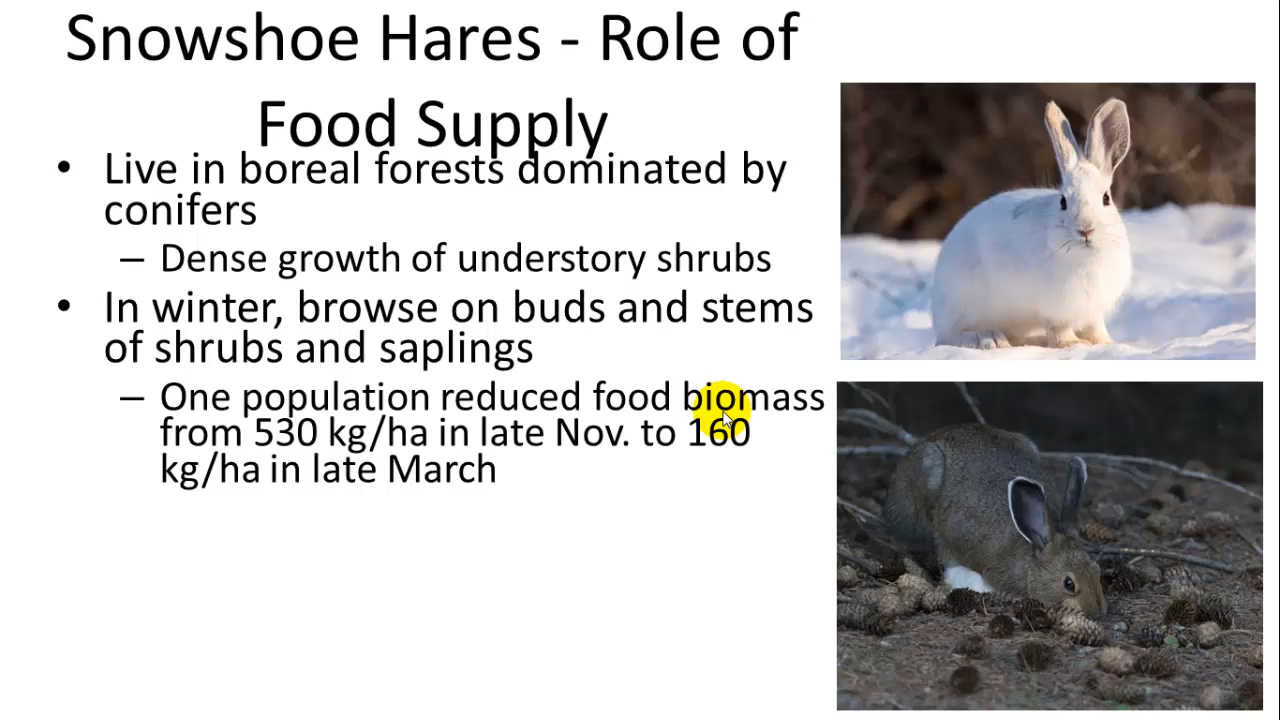 Snowshoe Hares - Role of
Food Supply
• Live in boreal forests dominated by
conifers
– Dense growth of understory shrubs
• In winter, browse on buds and stems
of shrubs and saplings
– One population reduced food biomass
from 530 kg/ha in late Nov. to 160
kg/ha in late March